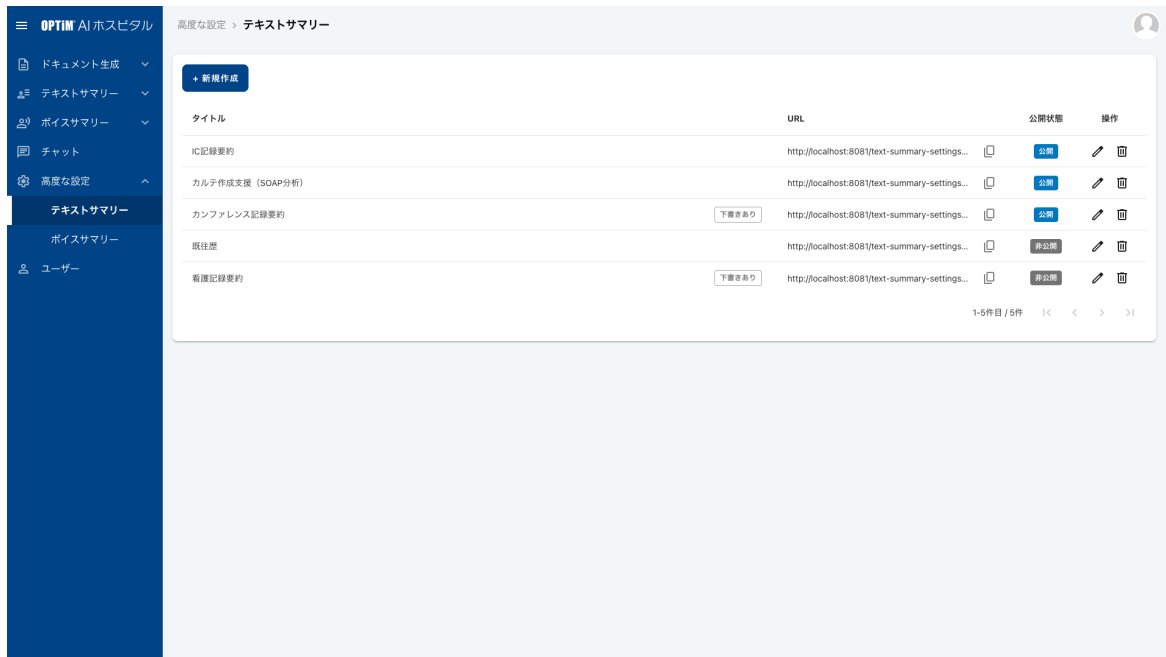 OPTiM AI ホスピタル
高度な設定 > テキストサマリー
ドキュメント生成
テキストサマリー
ボイスサマリー
チャット
高度な設定
テキストサマリー
ボイスサマリー
ユーザー
+ 新規作成
タイトル URL 公開状態 操作
IC記録要約 http://localhost:8081/text-summary-settings... 公開
カルテ作成支援（SOAP分析） http://localhost:8081/text-summary-settings... 公開
カンファレンス記録要約 下書きあり http://localhost:8081/text-summary-settings... 公開
既往歴 http://localhost:8081/text-summary-settings... 非公開
看護記録要約 下書きあり http://localhost:8081/text-summary-settings... 非公開
1-5件目 / 5件